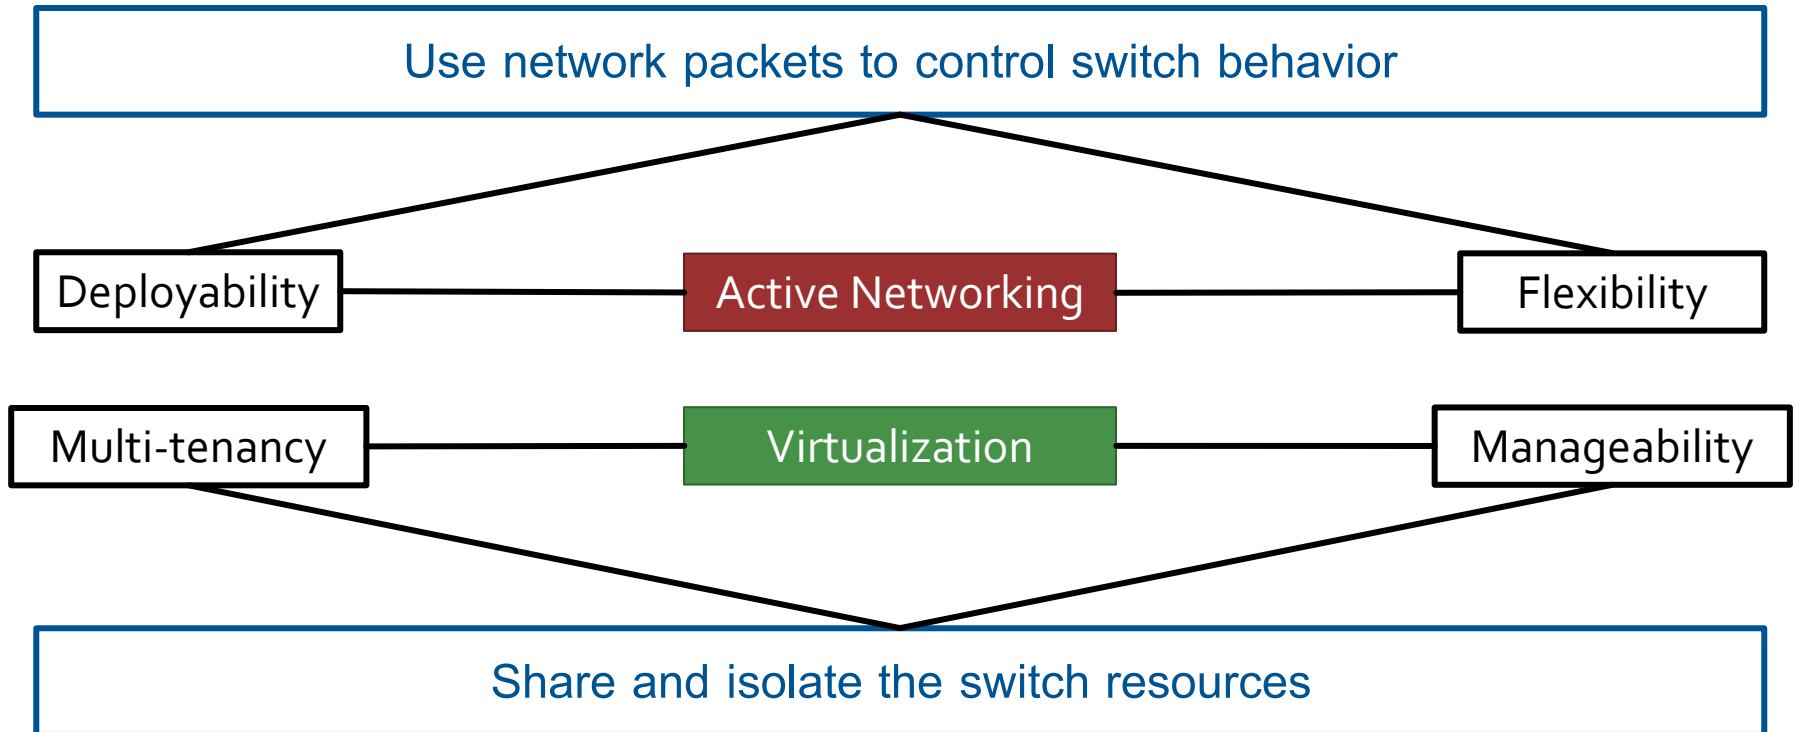 Use network packets to control switch behavior
Deployability
Active Networking
Flexibility
Multi-tenancy
Virtualization
Manageability
Share and isolate the switch resources